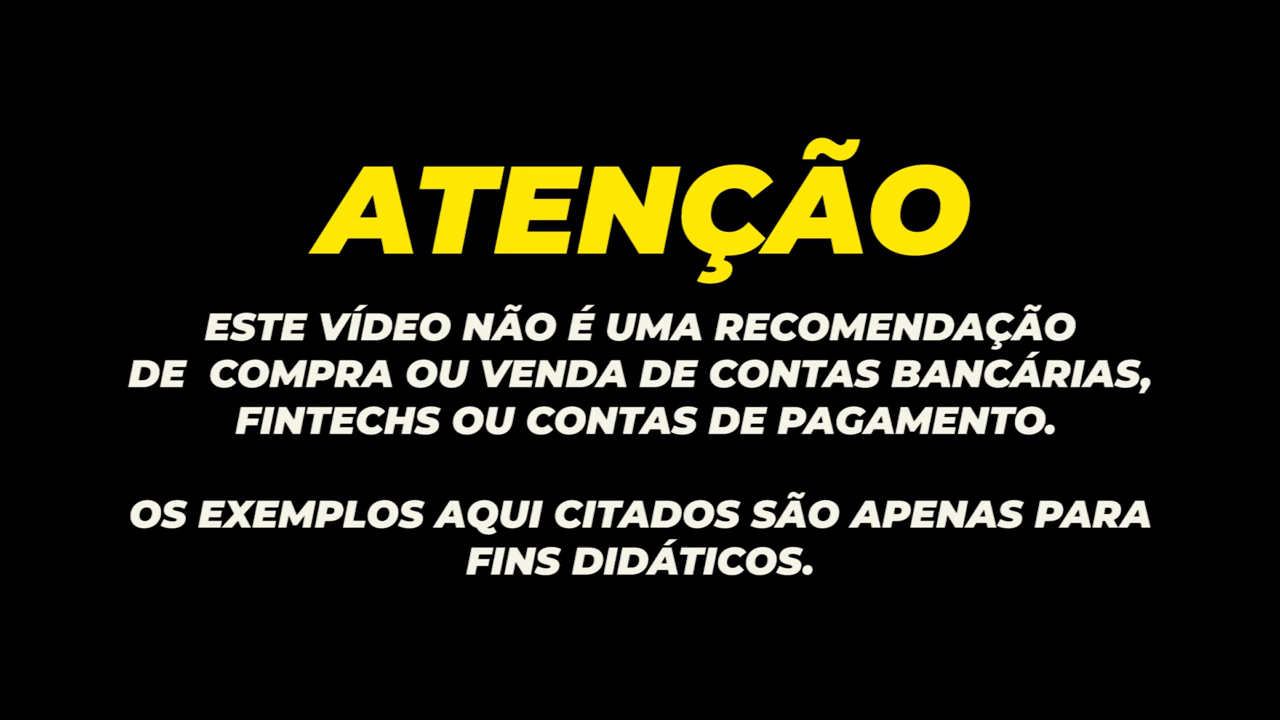 ATENÇÃO
ESTE VÍDEO NÃO É UMA RECOMENDAÇÃO
DE COMPRA OU VENDA DE CONTAS BANCÁRIAS,
FINTECHS OU CONTAS DE PAGAMENTO.
OS EXEMPLOS AQUI CITADOS SÃO APENAS PARA
FINS DIDÁTICOS.